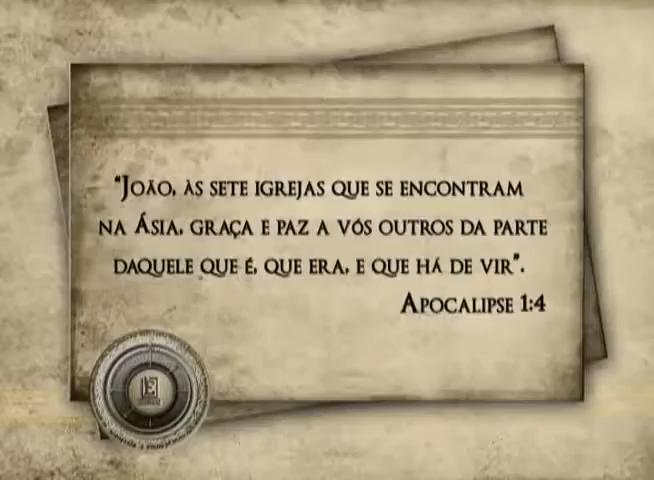 "João, às sete igrejas que se encontram
na Ásia, graça e paz a vós outros da parte
daquele que é, que era, e que há de vir".
Apocalipse 1:4